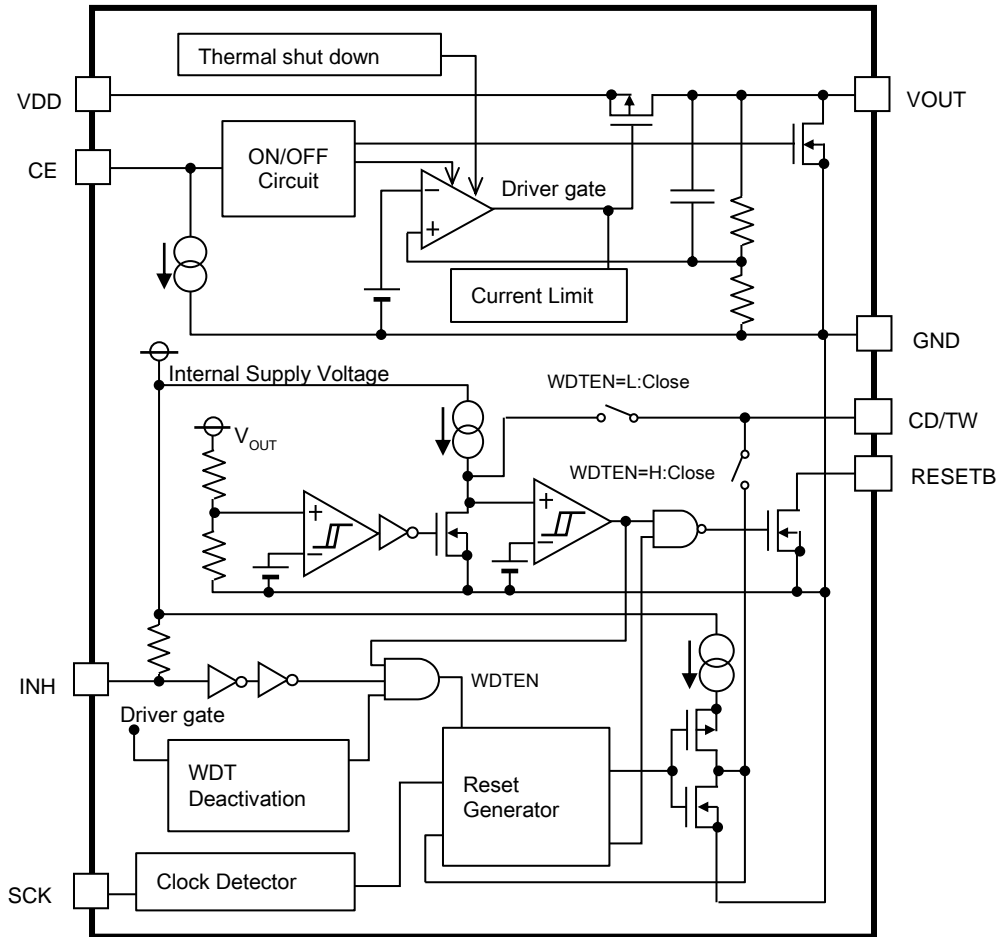 Thermal shut down
VDD
VOUT
CE
ON/OFF
Circuit
Driver gate
−
+
Current Limit
GND
Internal Supply Voltage
WDTEN=L:Close
CD/TW
VOUT
WDTEN=H:Close
RESETB
+
−
+
−
INH
WDTEN
Driver gate
WDT
Deactivation
Reset
Generator
SCK
Clock Detector